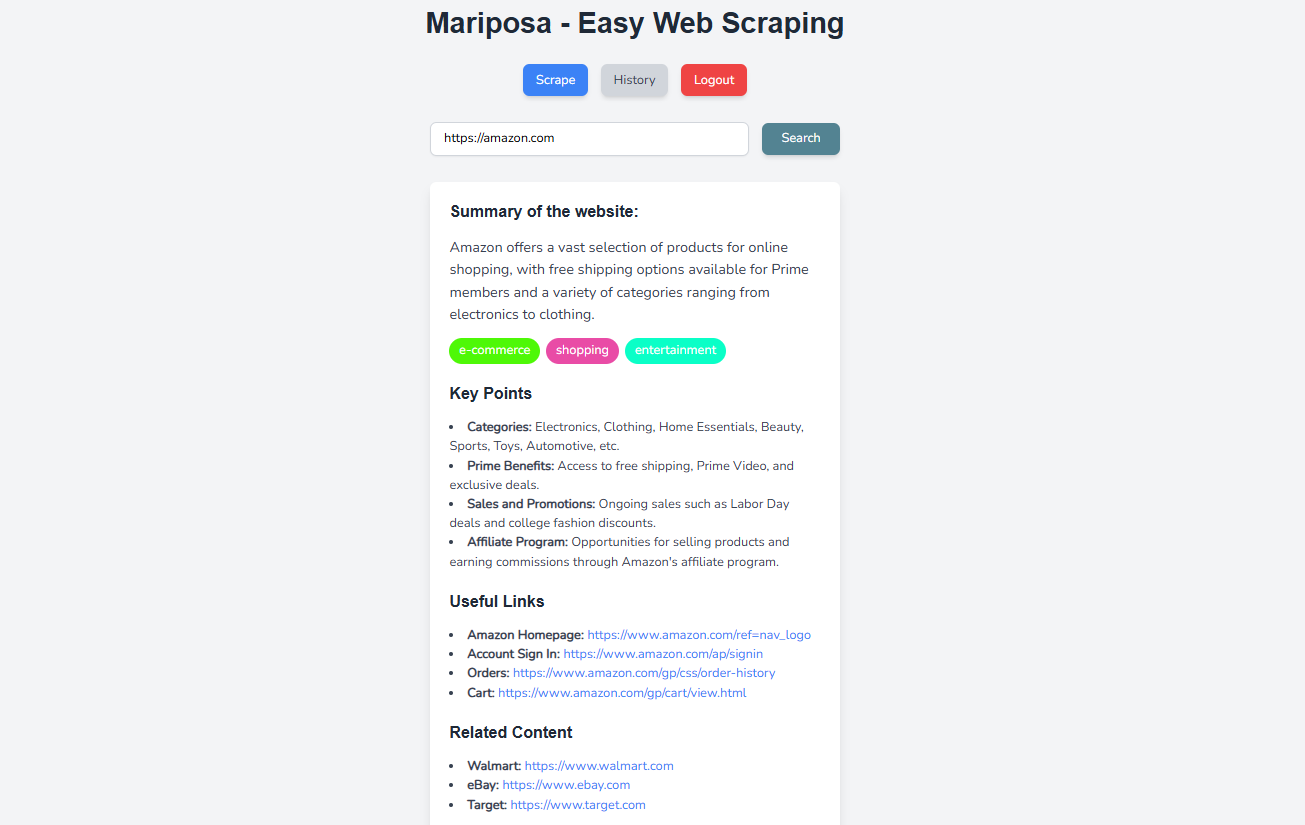 Mariposa - Easy Web Scraping
Scrape History Logout
https://amazon.com Search
Summary of the website:
Amazon offers a vast selection of products for online
shopping, with free shipping options available for Prime
members and a variety of categories ranging from
electronics to clothing.
e-commerce shopping entertainment
Key Points
• Categories: Electronics, Clothing, Home Essentials, Beauty,
Sports, Toys, Automotive, etc.
• Prime Benefits: Access to free shipping, Prime Video, and
exclusive deals.
• Sales and Promotions: Ongoing sales such as Labor Day
deals and college fashion discounts.
• Affiliate Program: Opportunities for selling products and
earning commissions through Amazon's affiliate program.
Useful Links
• Amazon Homepage: https://www.amazon.com/ref=nav_logo
• Account Sign In: https://www.amazon.com/ap/signin
• Orders: https://www.amazon.com/gp/css/order-history
• Cart: https://www.amazon.com/gp/cart/view.html
Related Content
• Walmart: https://www.walmart.com
• eBay: https://www.ebay.com
• Target: https://www.target.com